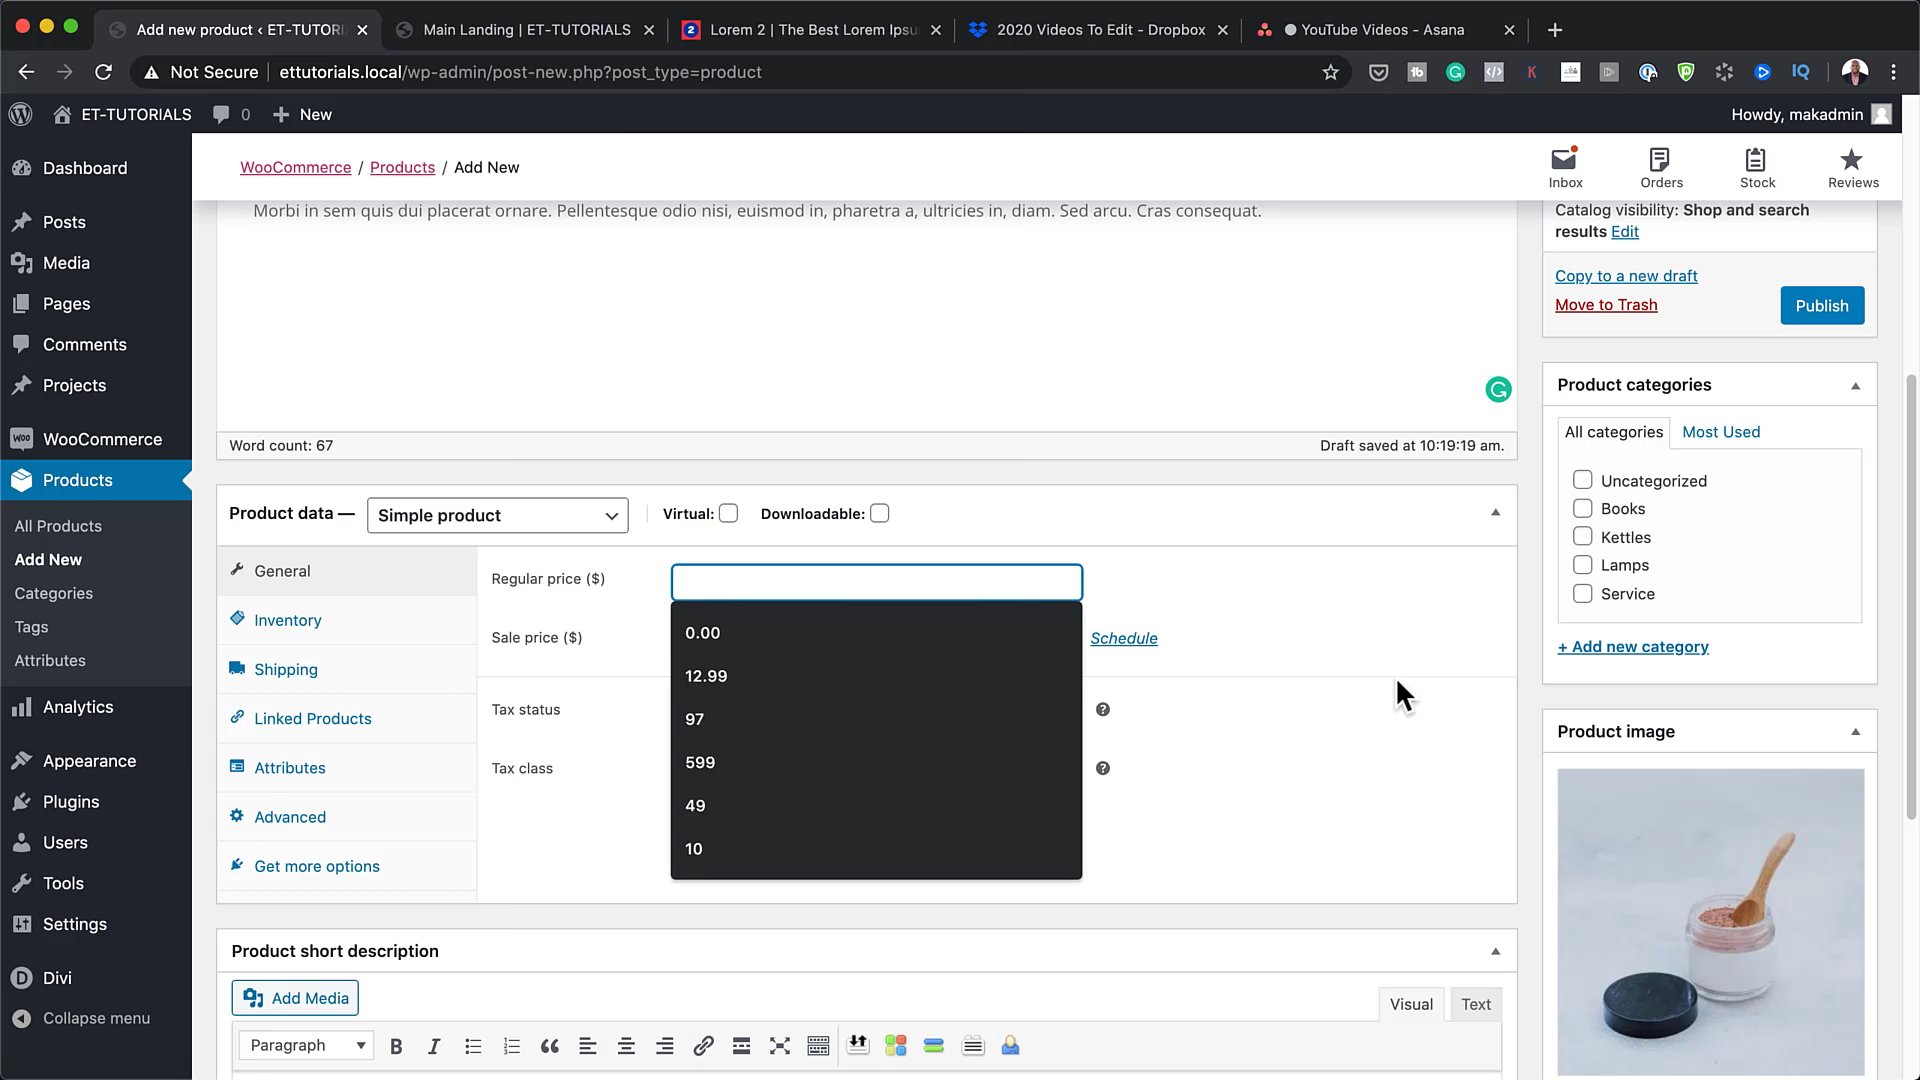 Add new product ‹ ET-TUTORI
Main Landing | ET-TUTORIALS
Lorem 2 | The Best Lorem Ipsu
2020 Videos To Edit - Dropbox
YouTube Videos - Asana
Not Secure
ettutorials.local/wp-admin/post-new.php?post_type=product
ET-TUTORIALS
0
New
Howdy, makadmin
WooCommerce / Products / Add New
Inbox
Orders
Stock
Reviews
Dashboard
Posts
Media
Pages
Comments
Projects
WooCommerce
Products
All Products
Add New
Categories
Tags
Attributes
Analytics
Appearance
Plugins
Users
Tools
Settings
Divi
Collapse menu
Morbi in sem quis dui placerat ornare. Pellentesque odio nisi, euismod in, pharetra a, ultricies in, diam. Sed arcu. Cras consequat.
Word count: 67
Draft saved at 10:19:19 am.
Product data —
Simple product
Virtual:
Downloadable:
General
Inventory
Shipping
Linked Products
Attributes
Advanced
Get more options
Regular price ($)
Sale price ($)
Schedule
Tax status
Tax class
0.00
12.99
97
599
49
10
Product short description
Add Media
Visual
Text
Paragraph
Catalog visibility: Shop and search
results Edit
Copy to a new draft
Move to Trash
Publish
Product categories
All categories
Most Used
Uncategorized
Books
Kettles
Lamps
Service
+ Add new category
Product image